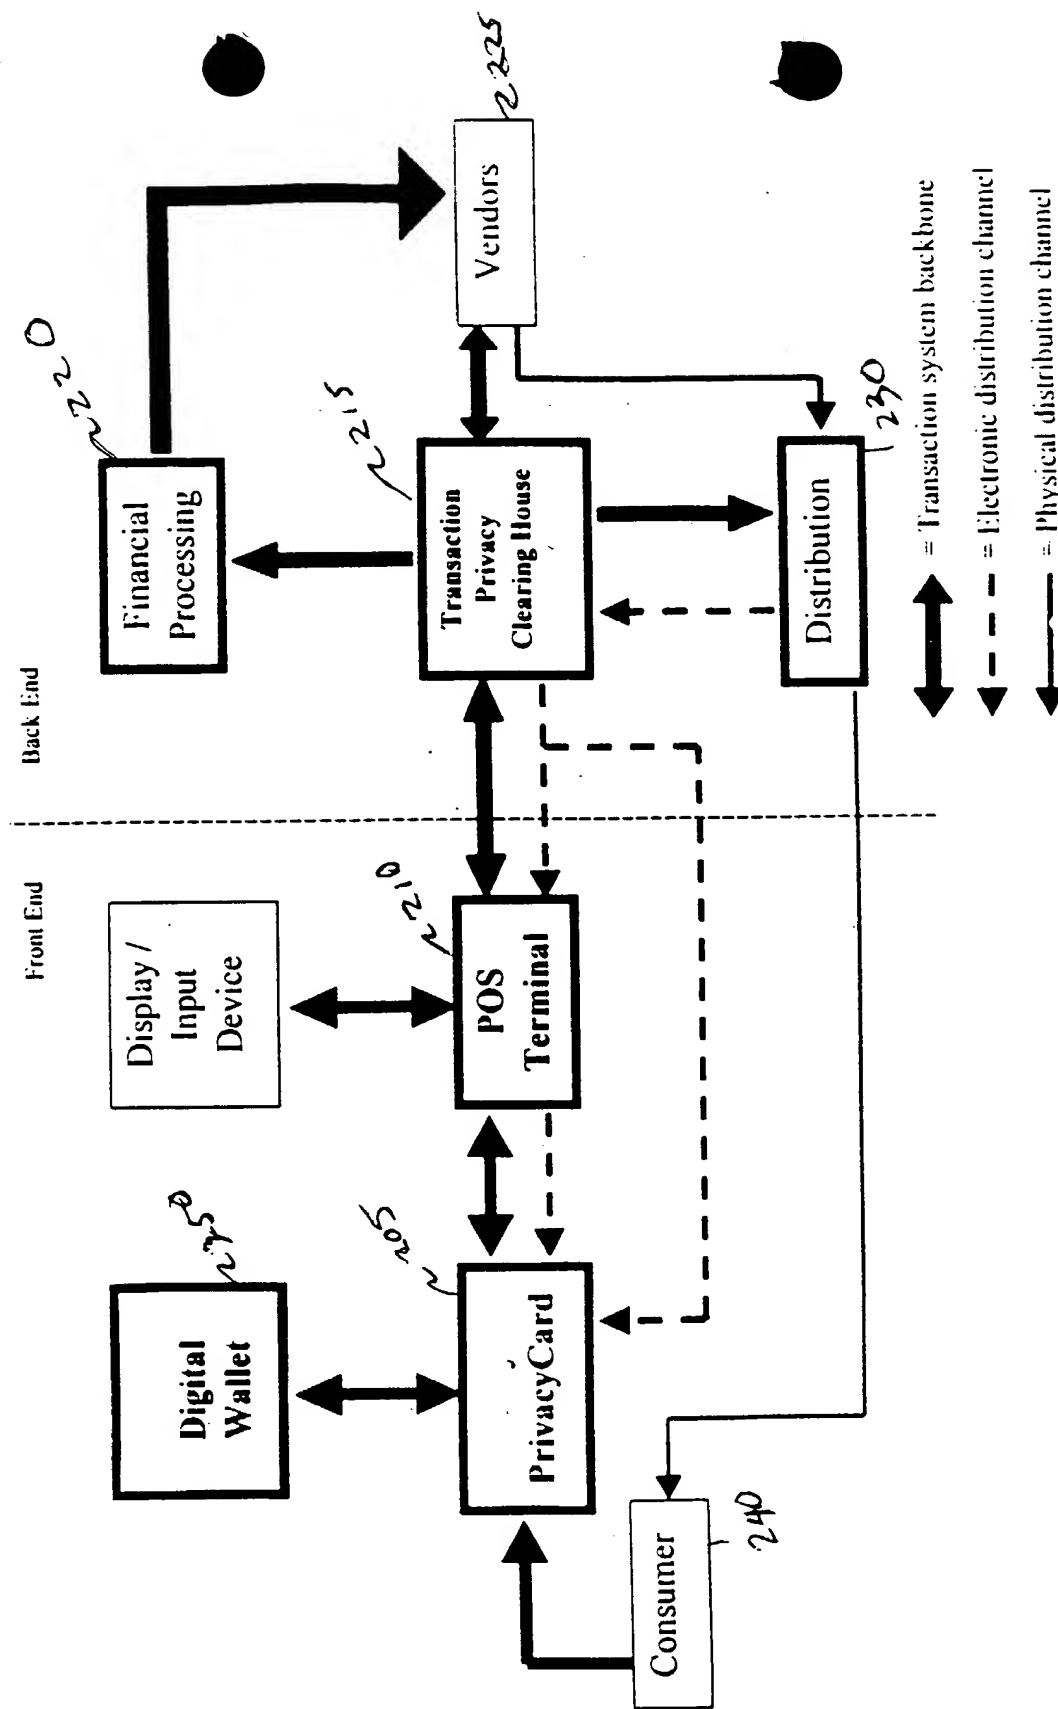 Front End
Back End
Digital
Wallet
250
Display /
Input
Device
Financial
Processing
220
PrivacyCard
205
POS
Terminal
210
Transaction
Privacy
Clearing House
215
Vendors
225
Consumer
240
Distribution
230
= Transaction system backbone
= Electronic distribution channel
= Physical distribution channel